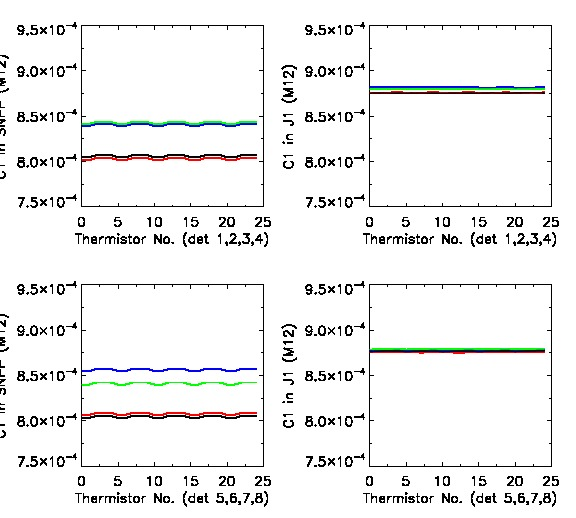 9.5×10⁻⁴
9.0×10⁻⁴
8.5×10⁻⁴
8.0×10⁻⁴
7.5×10⁻⁴
C1 in SNPP (M12)
0 5 10 15 20 25
Thermistor No. (det 1,2,3,4)
9.5×10⁻⁴
9.0×10⁻⁴
8.5×10⁻⁴
8.0×10⁻⁴
7.5×10⁻⁴
C1 in J1 (M12)
0 5 10 15 20 25
Thermistor No. (det 1,2,3,4)
9.5×10⁻⁴
9.0×10⁻⁴
8.5×10⁻⁴
8.0×10⁻⁴
7.5×10⁻⁴
C1 in SNPP (M12)
0 5 10 15 20 25
Thermistor No. (det 5,6,7,8)
9.5×10⁻⁴
9.0×10⁻⁴
8.5×10⁻⁴
8.0×10⁻⁴
7.5×10⁻⁴
C1 in J1 (M12)
0 5 10 15 20 25
Thermistor No. (det 5,6,7,8)